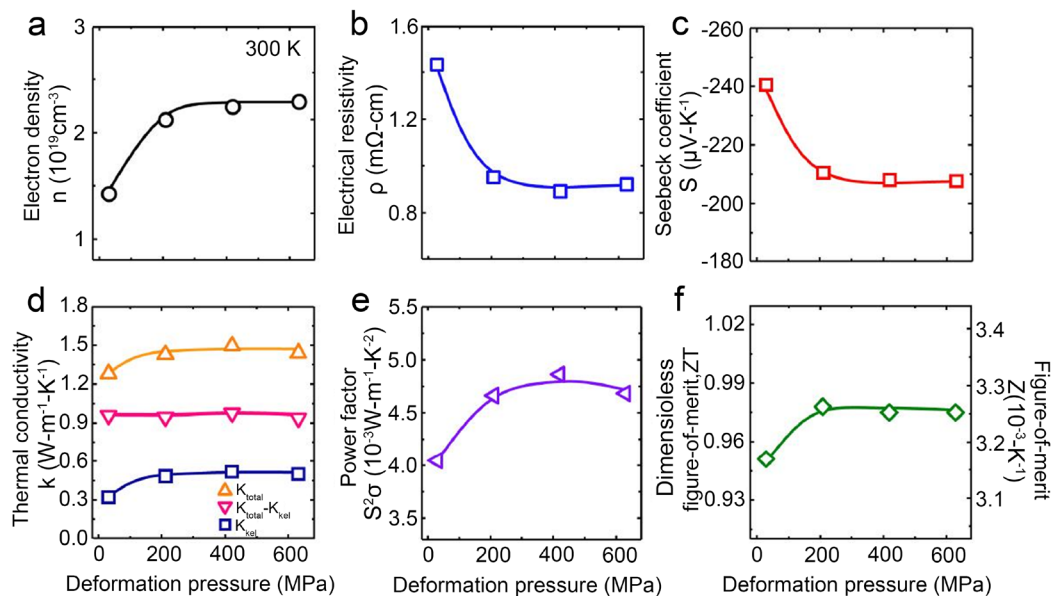 a
3
2
1
300 K
Electron density
n (10¹⁹cm⁻³)
b
1.6
1.2
0.8
Electrical resistivity
ρ (mΩ-cm)
c
-260
-240
-220
-200
-180
Seebeck coefficient
S (μV-K⁻¹)
d
1.8
1.5
1.2
0.9
0.6
0.3
0.0
Thermal conductivity
k (W-m⁻¹-K⁻¹)
K_total
K_total-K_kel
K_kel
0 200 400 600
Deformation pressure (MPa)
e
5.5
5.0
4.5
4.0
3.5
Power factor
S²σ (10⁻³W-m⁻¹-K⁻²)
0 200 400 600
Deformation pressure (MPa)
f
1.02
0.99
0.96
0.93
Dimensioless
figure-of-merit,ZT
3.4
3.3
3.2
3.1
Figure-of-merit
Z(10⁻³-K⁻¹)
0 200 400 600
Deformation pressure (MPa)